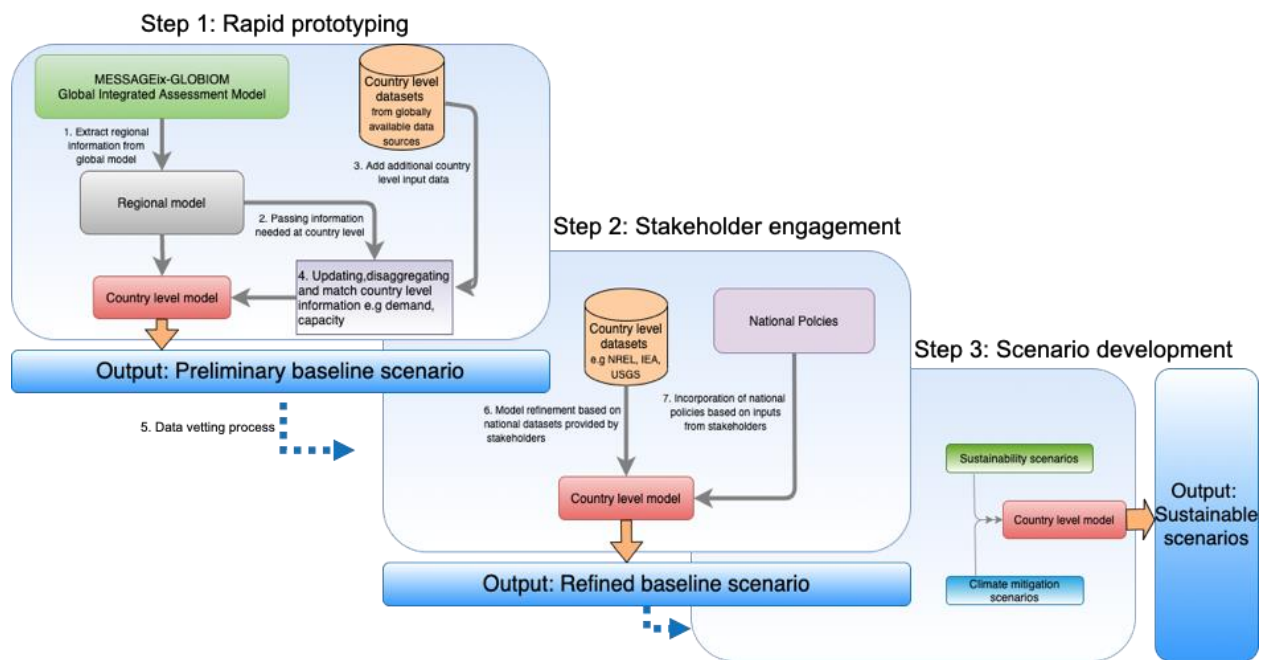 Step 1: Rapid prototyping
MESSAGEix-GLOBIOM
Global Integrated Assessment Model
Country level
datasets
from globally
available data
sources
1. Extract regional
information from
global model
3. Add additional country
level input data
Regional model
2. Passing information
needed at country level
4. Updating,disaggregating
and match country level
information e.g demand,
capacity
Country level model
Output: Preliminary baseline scenario
5. Data vetting process
Step 2: Stakeholder engagement
Country level
datasets
e.g NREL, IEA,
USGS
National Polices
6. Model refinement based on
national datasets provided by
stakeholders
7. Incorporation of national
policies based on inputs
from stakeholders
Country level model
Output: Refined baseline scenario
Step 3: Scenario development
Sustainability scenarios
Country level model
Climate mitigation
scenarios
Output:
Sustainable
scenarios